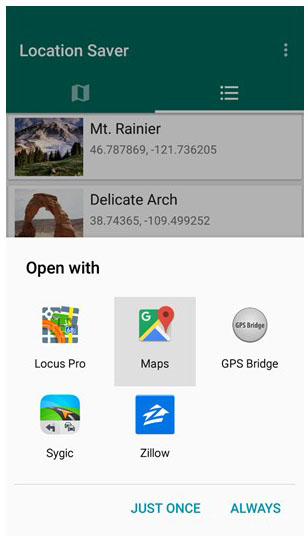 Location Saver
Mt. Rainier
46.787869, -121.736205
Delicate Arch
38.74365, -109.499252
Open with
GPS Bridge
Locus Pro
Maps
GPS Bridge
Sygic
Zillow
JUST ONCE
ALWAYS